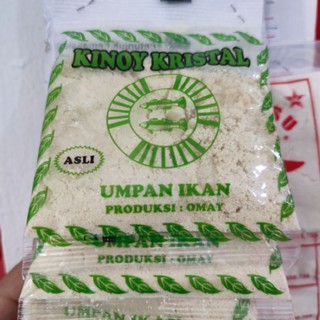 KINOY KRISTAL
ASLI
UMPAN IKAN
PRODUKSI : OMAY
UMPAN IKAN
PRODUKSI : OMAY
UMPAN IKAN